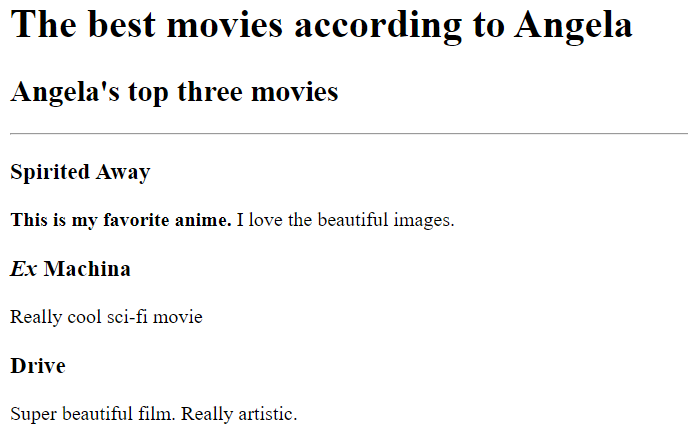 The best movies according to Angela
Angela's top three movies
Spirited Away
This is my favorite anime. I love the beautiful images.
Ex Machina
Really cool sci-fi movie
Drive
Super beautiful film. Really artistic.